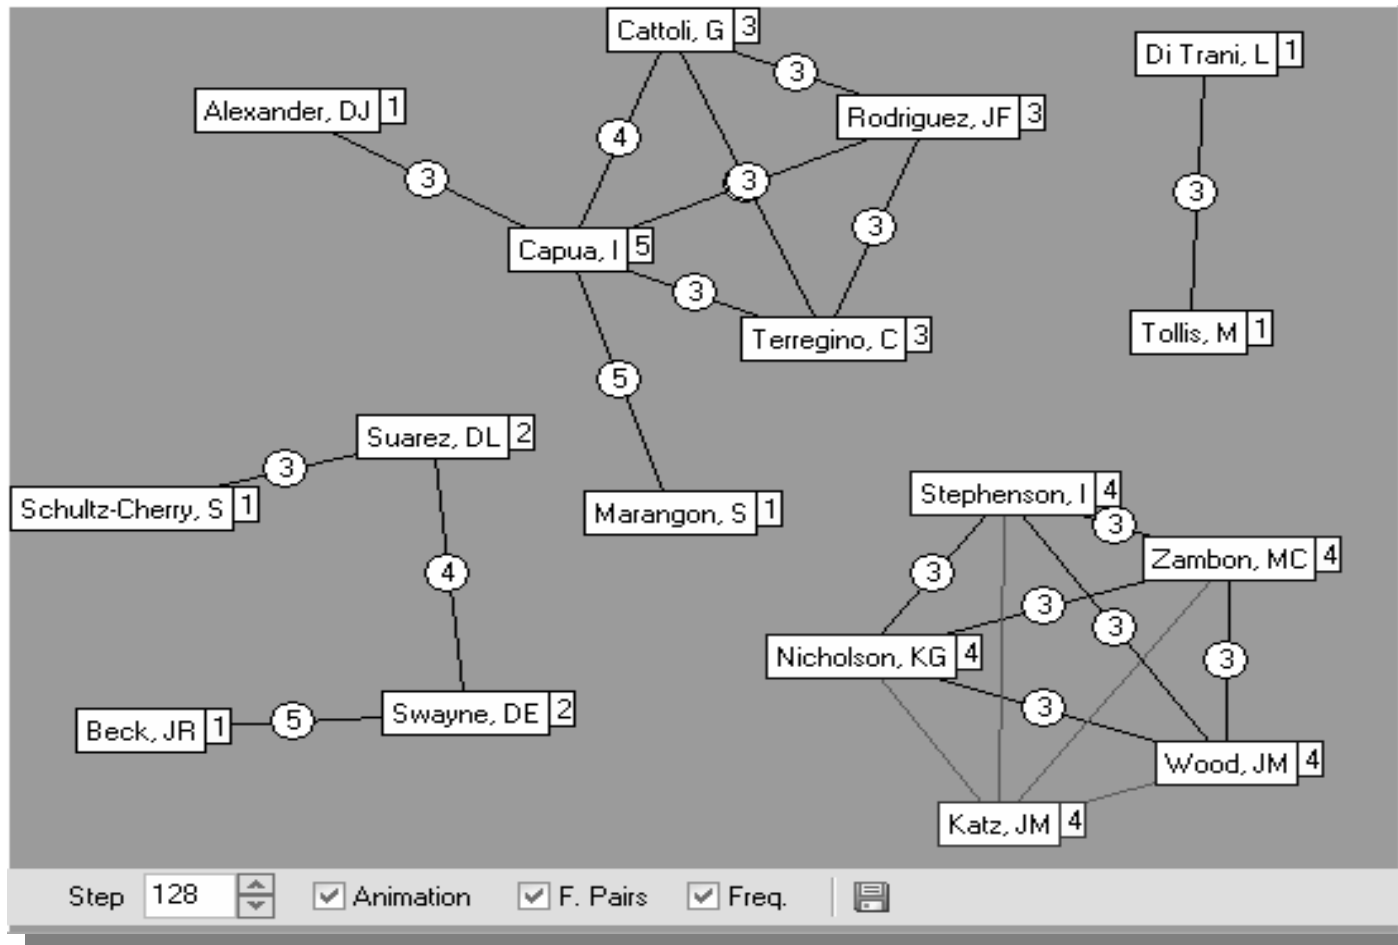 Cattoli, G 3
Di Trani, L 1
3
Alexander, DJ 1
Rodriguez, JF 3
4
3
3
3
3
Capua, I 5
3
Terregino, C 3
Tollis, M 1
5
Suarez, DL 2
3
Schultz-Cherry, S 1
Marangon, S 1
Stephenson, I 4
3
Zambon, MC 4
4
3
3
3
Nicholson, KG 4
3
3
Swayne, DE 2
Beck, JR 1
5
Wood, JM 4
Katz, JM 4
Step 128 Animation F. Pairs Freq.